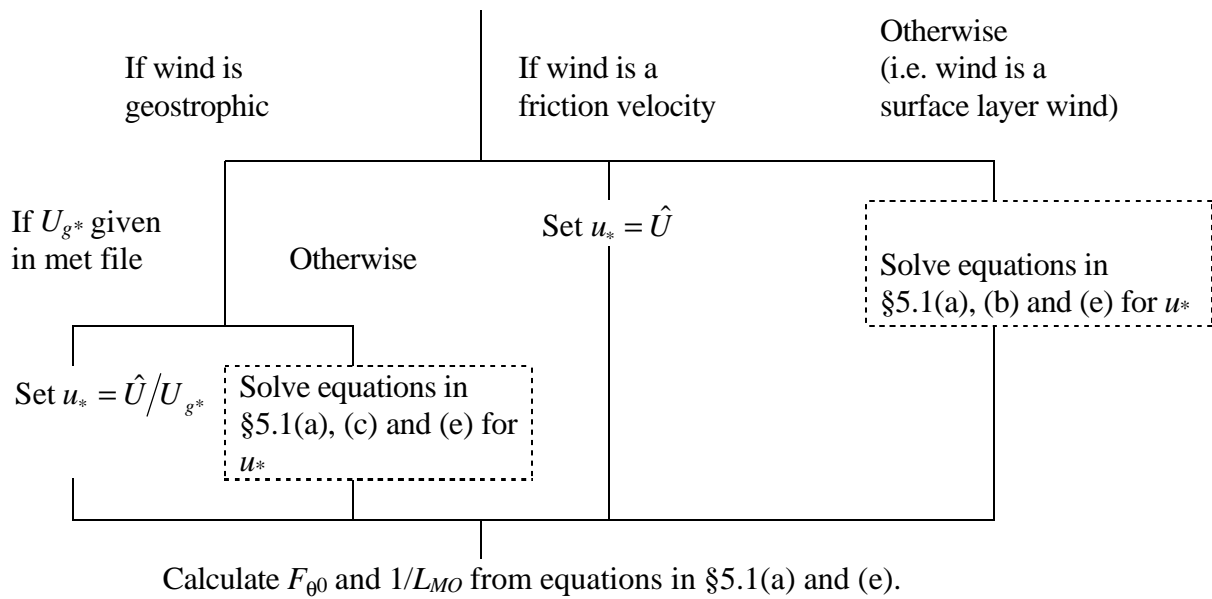 If wind is
geostrophic
If wind is a
friction velocity
Otherwise
(i.e. wind is a
surface layer wind)
If U_{g*} given
in met file
Otherwise
Set u_* = Û
Solve equations in
§5.1(a), (b) and (e) for u_*
Set u_* = Û/U_{g*}
Solve equations in
§5.1(a), (c) and (e) for
u_*
Calculate F_{θ0} and 1/L_{MO} from equations in §5.1(a) and (e).